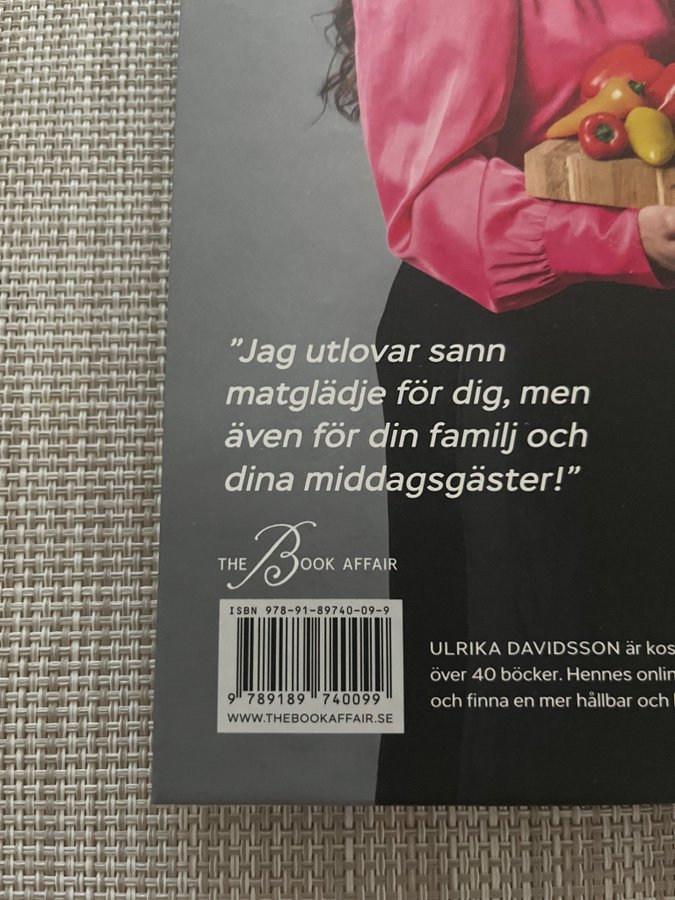 ”Jag utlovar sann
matglädje för dig, men
även för din familj och
dina middagsgäster!”
THE BOOK AFFAIR
ISBN 978-91-89740-09-9
9 789189 740099
WWW.THEBOOKAFFAIR.SE
ULRIKA DAVIDSSON är kos
över 40 böcker. Hennes onlin
och finna en mer hållbar och